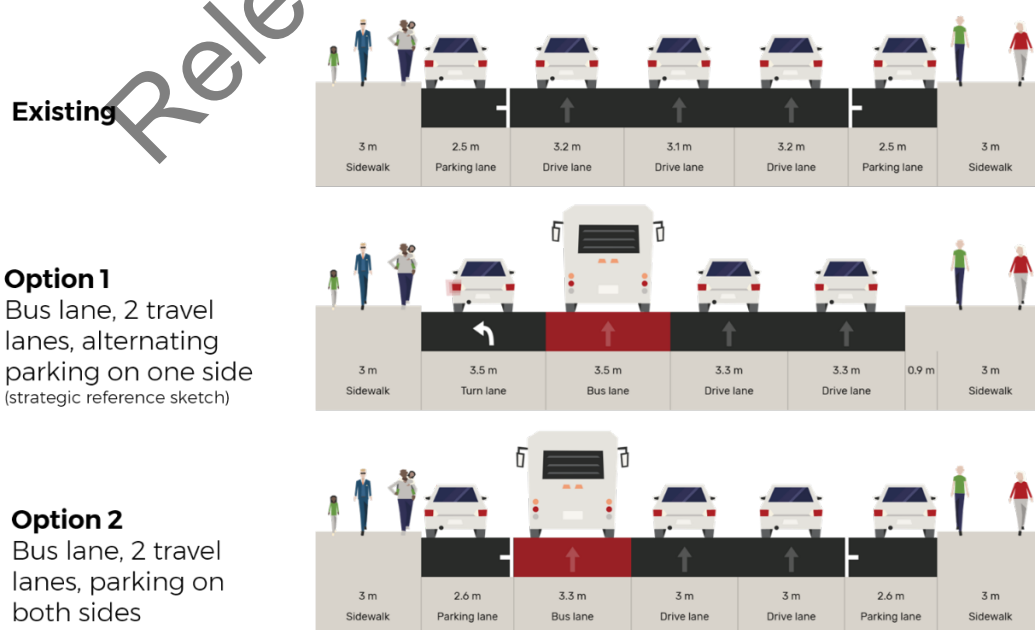 Rele
Existing
3 m
Sidewalk
2.5 m
Parking lane
3.2 m
Drive lane
3.1 m
Drive lane
3.2 m
Drive lane
2.5 m
Parking lane
3 m
Sidewalk
Option 1
Bus lane, 2 travel
lanes, alternating
parking on one side
(strategic reference sketch)
3 m
Sidewalk
3.5 m
Turn lane
3.5 m
Bus lane
3.3 m
Drive lane
3.3 m
Drive lane
0.9 m
3 m
Sidewalk
Option 2
Bus lane, 2 travel
lanes, parking on
both sides
3 m
Sidewalk
2.6 m
Parking lane
3.3 m
Bus lane
3 m
Drive lane
3 m
Drive lane
2.6 m
Parking lane
3 m
Sidewalk